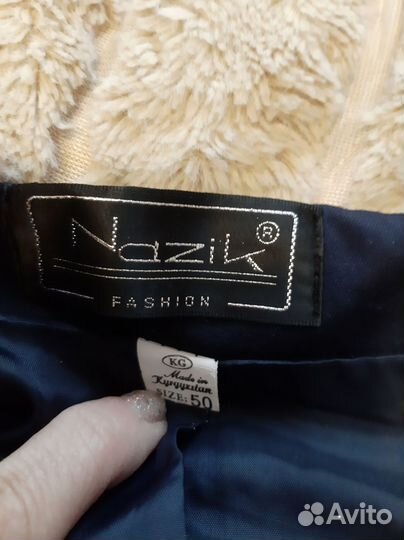 Nazik®
FASHION
KG
Made in
Kyrgyzstan
SIZE: 50
Avito